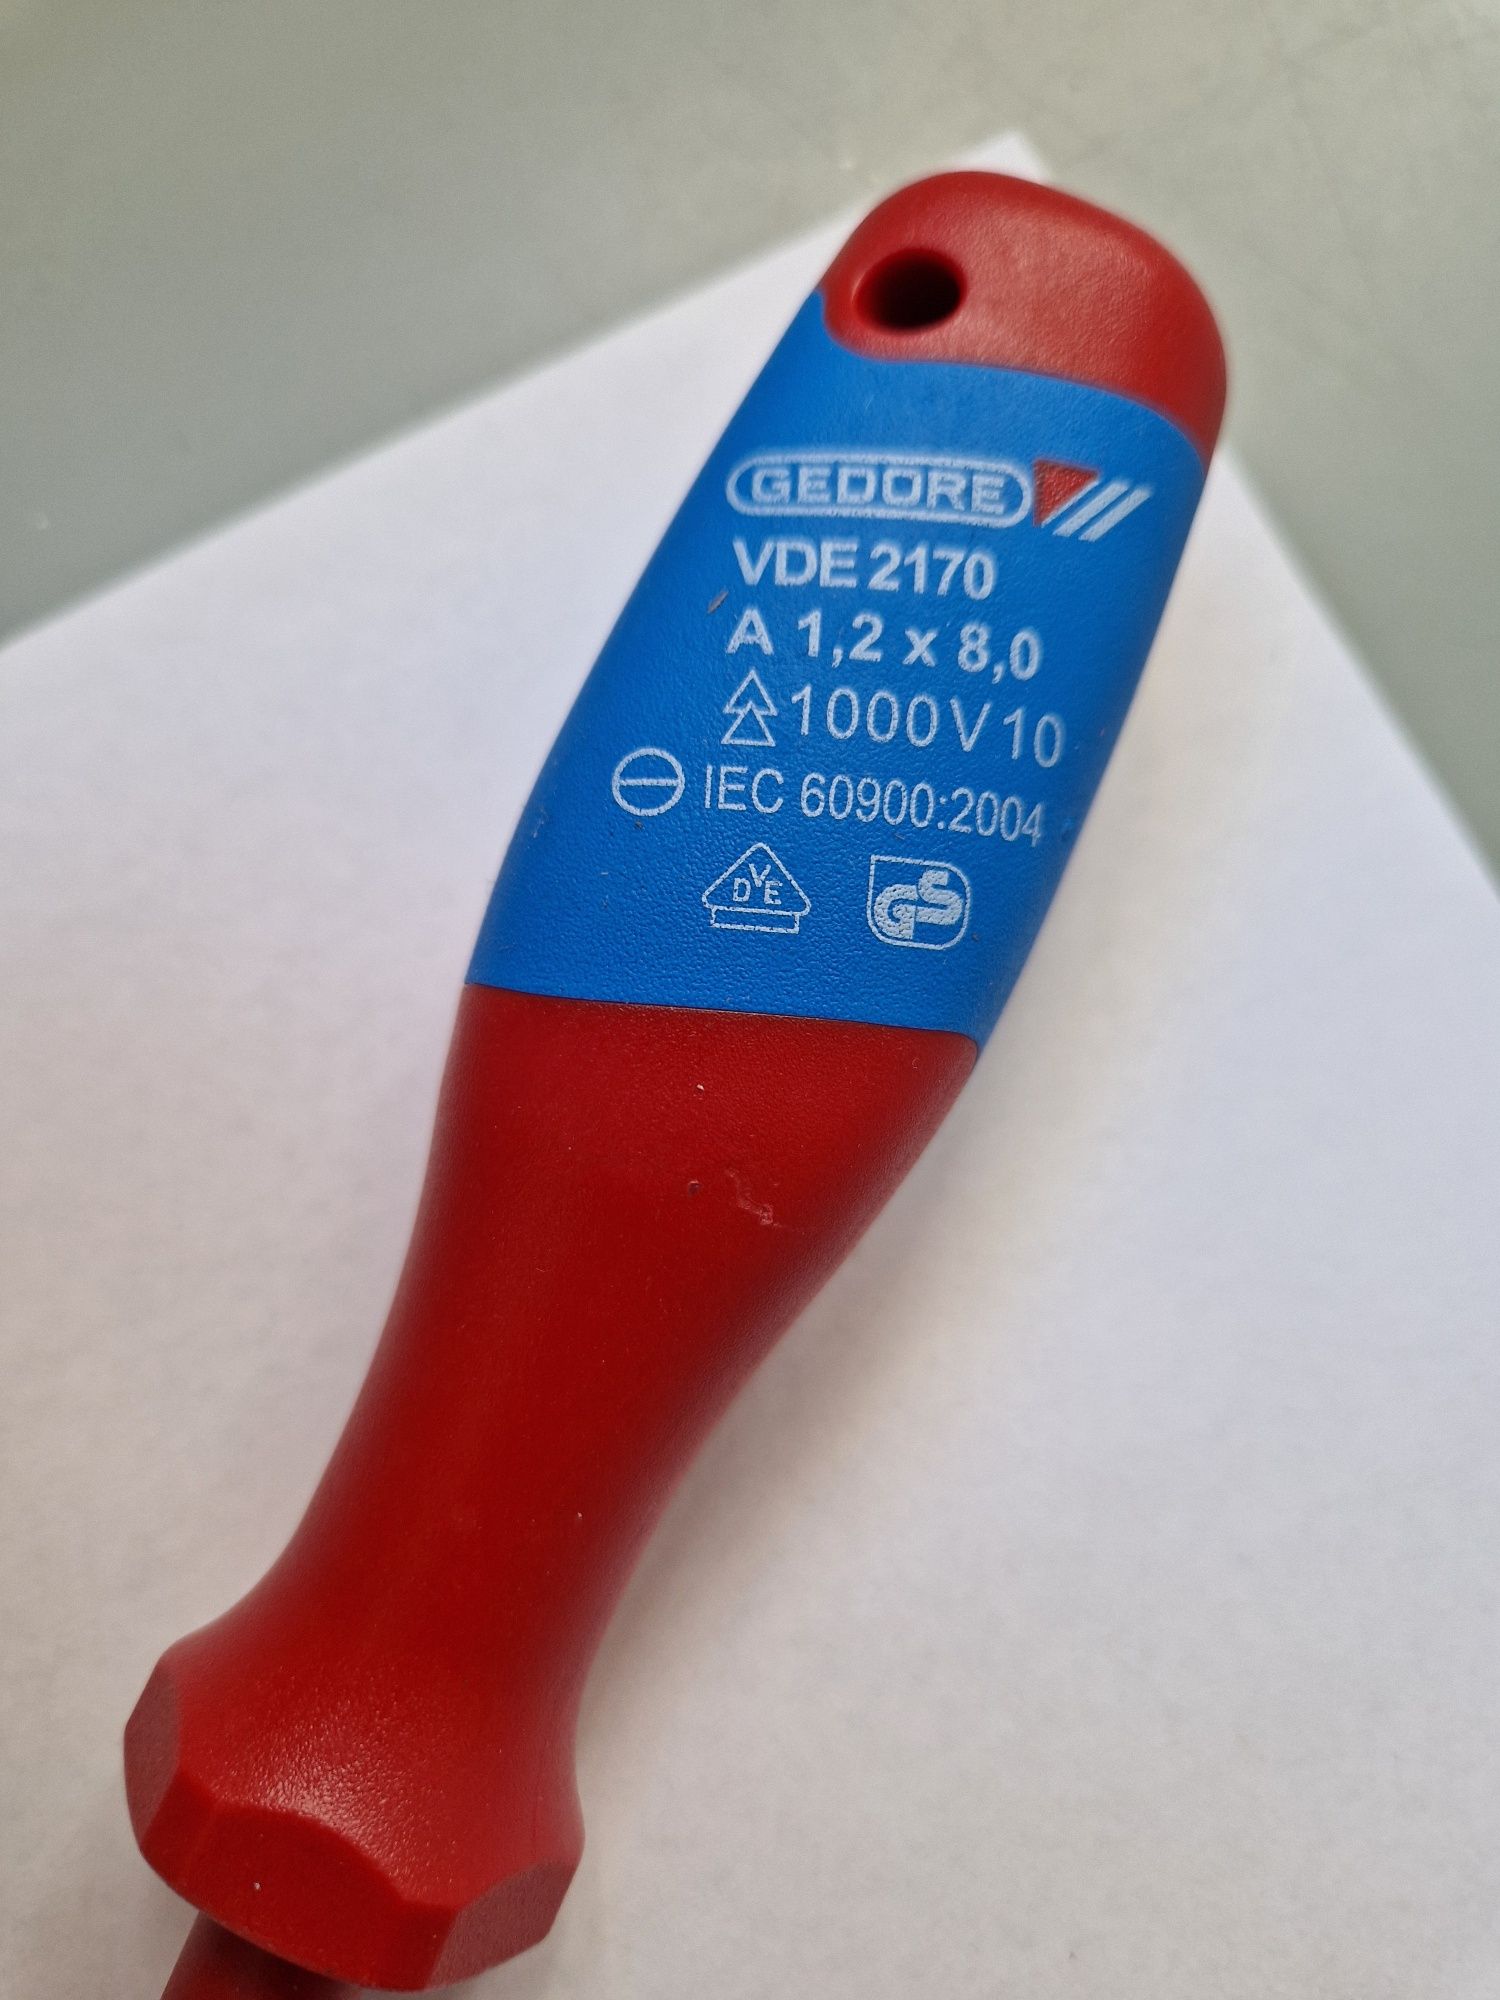 GEDORE
VDE 2170
A 1,2 x 8,0
1000 V 10
IEC 60900:2004
DVE
GS